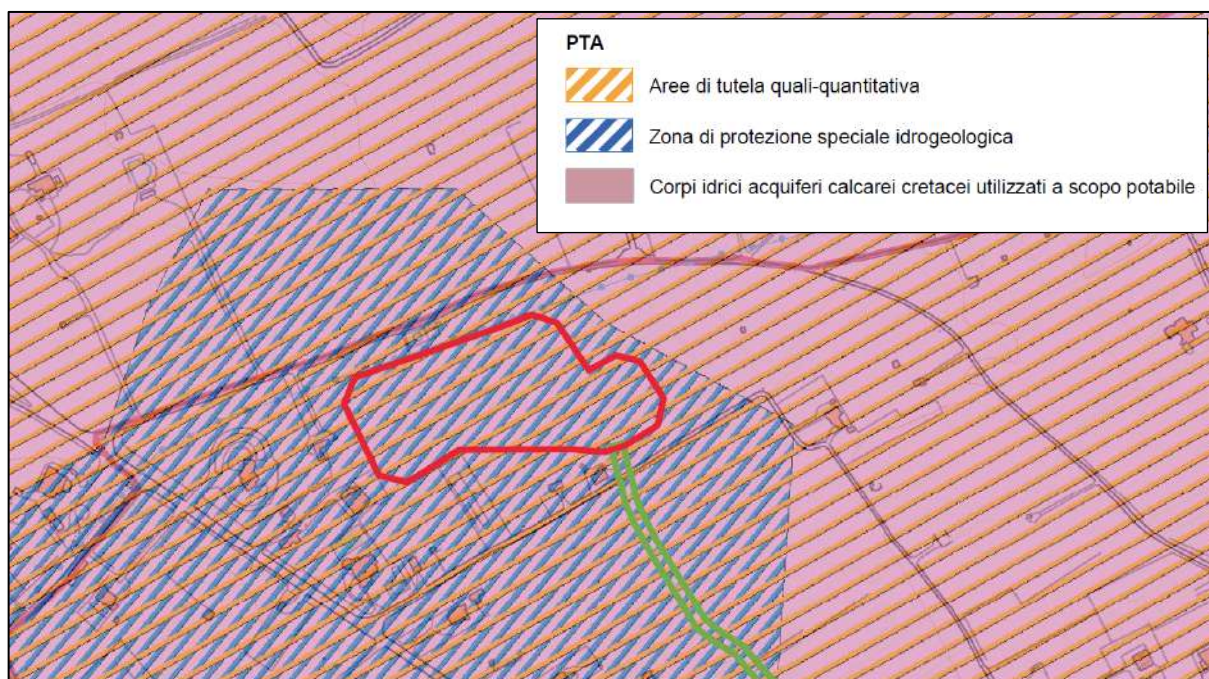 PTA
Aree di tutela quali-quantitativa
Zona di protezione speciale idrogeologica
Corpi idrici acquiferi calcarei cretacei utilizzati a scopo potabile